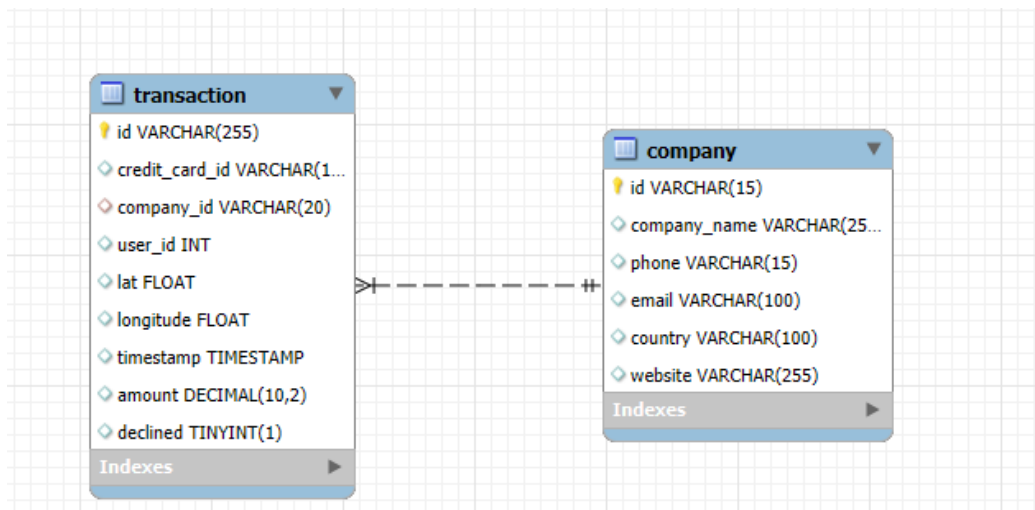 transaction
id VARCHAR(255)
credit_card_id VARCHAR(1...
company_id VARCHAR(20)
user_id INT
lat FLOAT
longitude FLOAT
timestamp TIMESTAMP
amount DECIMAL(10,2)
declined TINYINT(1)
Indexes
company
id VARCHAR(15)
company_name VARCHAR(25...
phone VARCHAR(15)
email VARCHAR(100)
country VARCHAR(100)
website VARCHAR(255)
Indexes